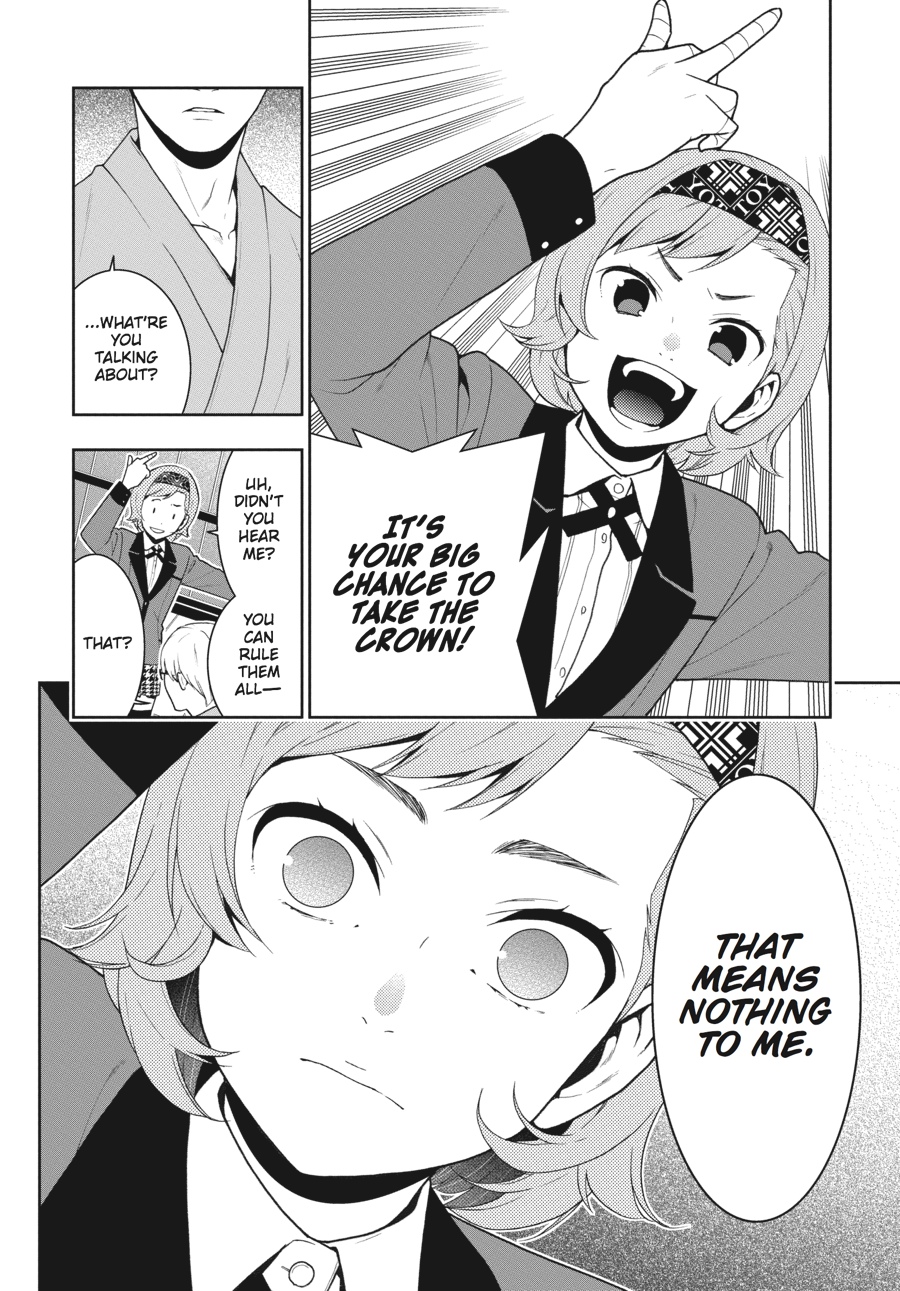 IT'S
YOUR BIG
CHANCE TO
TAKE THE
CROWN!
...WHAT'RE
YOU
TALKING
ABOUT?
UH,
DIDN'T
YOU
HEAR
ME?
YOU
CAN
RULE
THEM
ALL—
THAT?
THAT
MEANS
NOTHING
TO ME.